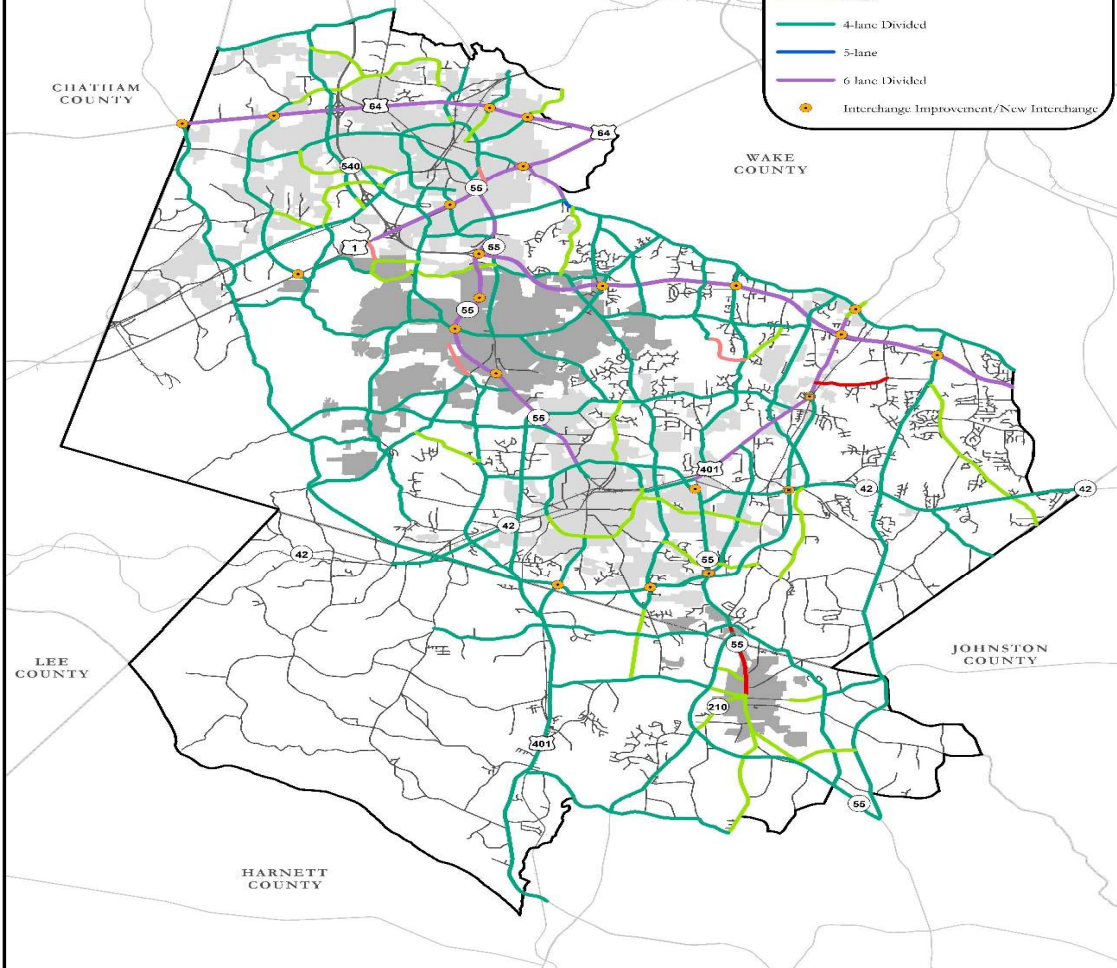 4-lane Divided
5-lane
6-lane Divided
Interchange Improvement/New Interchange
CHATHAM
COUNTY
64
64
WAKE
COUNTY
540
55
1
55
55
55
401
42
42
42
42
55
LEE
COUNTY
55
JOHNSTON
COUNTY
210
401
55
HARNETT
COUNTY